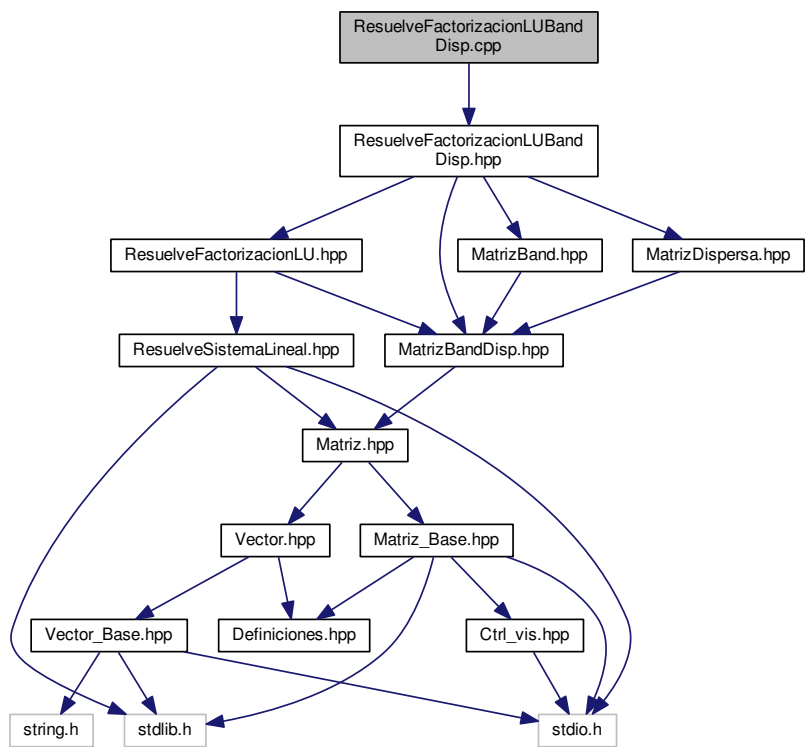 ResuelveFactorizacionLUBand
Disp.cpp
ResuelveFactorizacionLUBand
Disp.hpp
ResuelveFactorizacionLU.hpp
MatrizBand.hpp
MatrizDispersa.hpp
ResuelveSistemaLineal.hpp
MatrizBandDisp.hpp
Matriz.hpp
Vector.hpp
Matriz_Base.hpp
Vector_Base.hpp
Definiciones.hpp
Ctrl_vis.hpp
string.h
stdlib.h
stdio.h